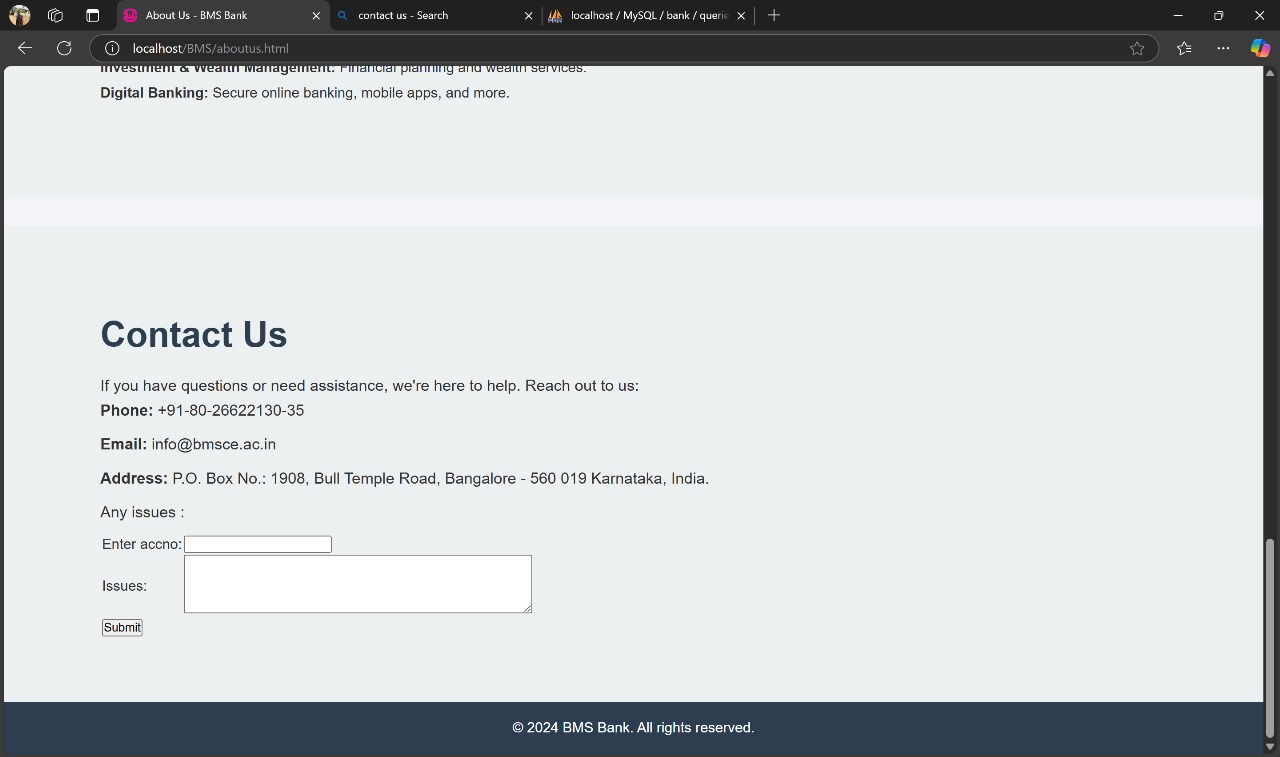 About Us - BMS Bank
contact us - Search
localhost / MySQL / bank / querie
localhost/BMS/aboutus.html
Investment & Wealth Management: Financial planning and wealth services.
Digital Banking: Secure online banking, mobile apps, and more.
Contact Us
If you have questions or need assistance, we're here to help. Reach out to us:
Phone: +91-80-26622130-35
Email: info@bmsce.ac.in
Address: P.O. Box No.: 1908, Bull Temple Road, Bangalore - 560 019 Karnataka, India.
Any issues :
Enter accno:
Issues:
Submit
© 2024 BMS Bank. All rights reserved.